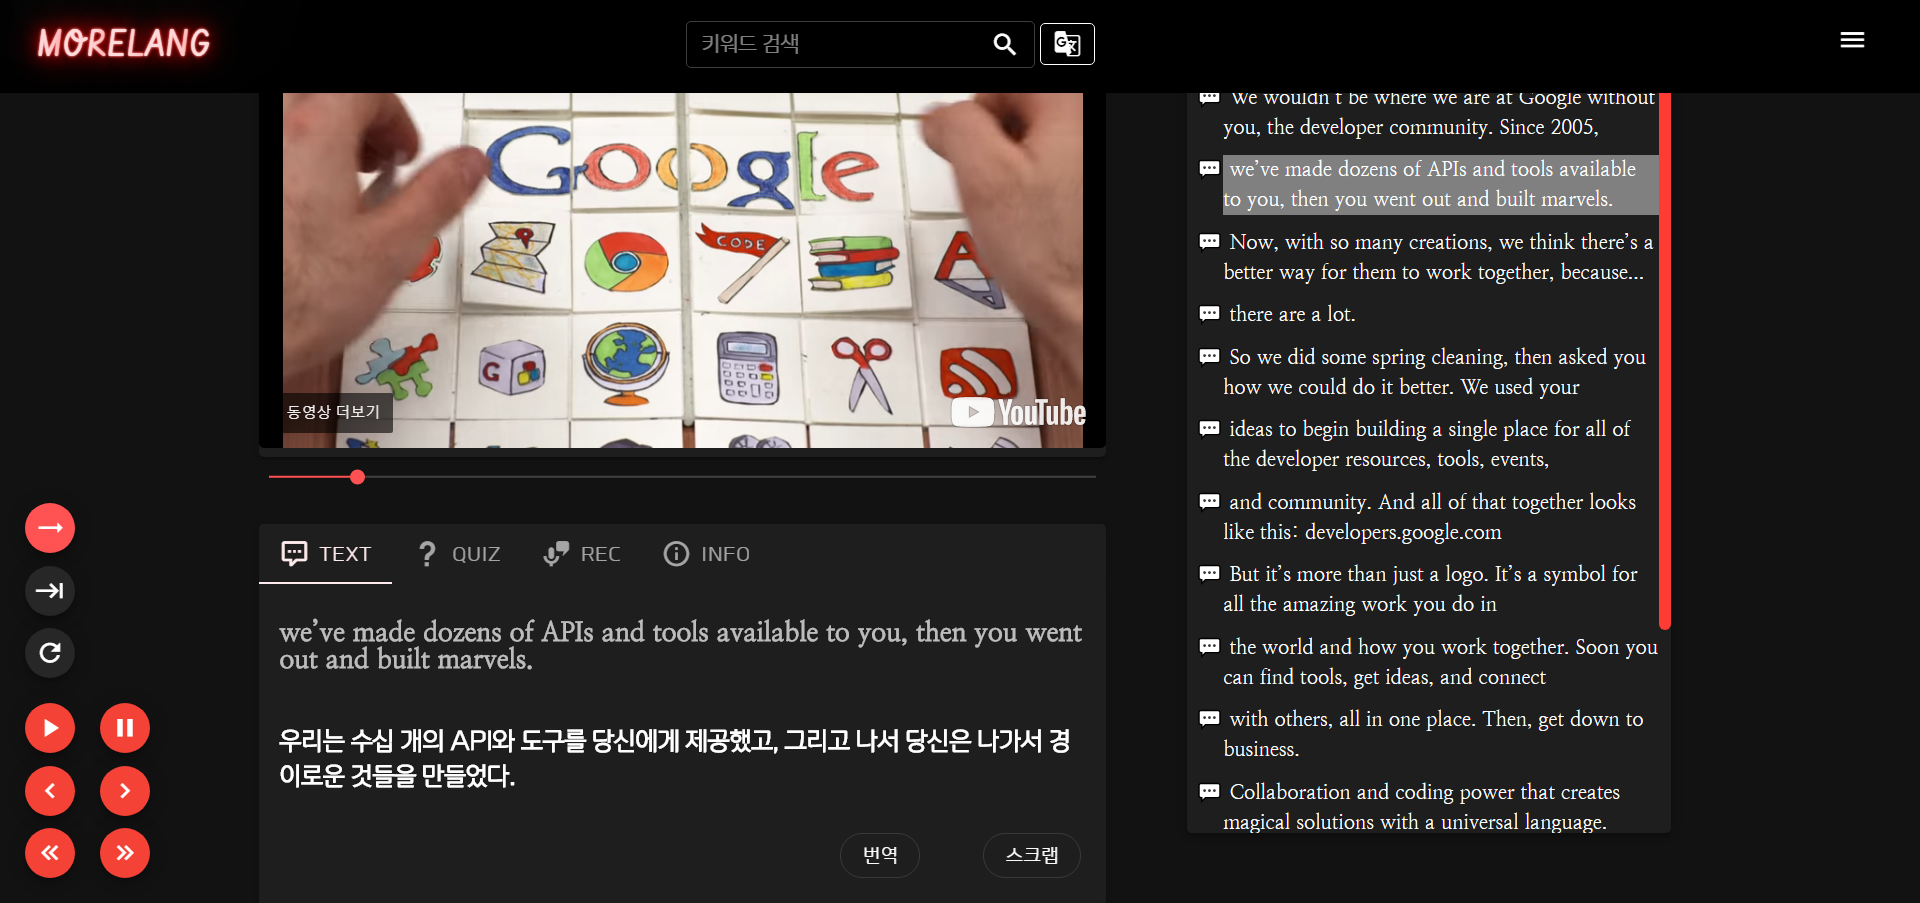 MORELANG
키워드 검색
G
Google
CODE
A
G
동영상 더보기
YouTube
TEXT
QUIZ
REC
INFO
we’ve made dozens of APIs and tools available to you, then you went
out and built marvels.
우리는 수십 개의 API와 도구를 당신에게 제공했고, 그리고 나서 당신은 나가서 경
이로운 것들을 만들었다.
번역
스크랩
We wouldn’t be where we are at Google without
you, the developer community. Since 2005,
we’ve made dozens of APIs and tools available
to you, then you went out and built marvels.
Now, with so many creations, we think there’s a
better way for them to work together, because...
there are a lot.
So we did some spring cleaning, then asked you
how we could do it better. We used your
ideas to begin building a single place for all of
the developer resources, tools, events,
and community. And all of that together looks
like this: developers.google.com
But it’s more than just a logo. It’s a symbol for
all the amazing work you do in
the world and how you work together. Soon you
can find tools, get ideas, and connect
with others, all in one place. Then, get down to
business.
Collaboration and coding power that creates
magical solutions with a universal language.